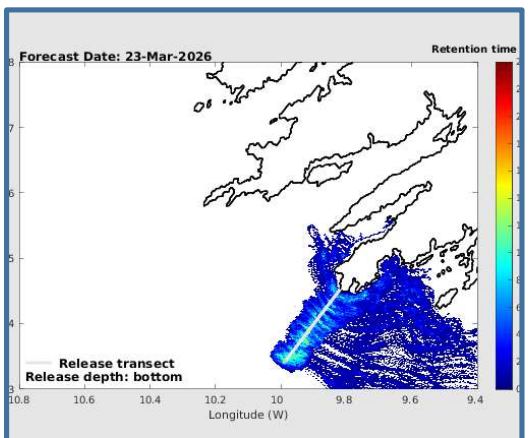 Retention time
Forecast Date: 23-Mar-2026
8
7
6
5
4
3
Release transect
Release depth: bottom
10.8
10.6
10.4
10.2
10
9.8
9.6
9.4
Longitude (W)